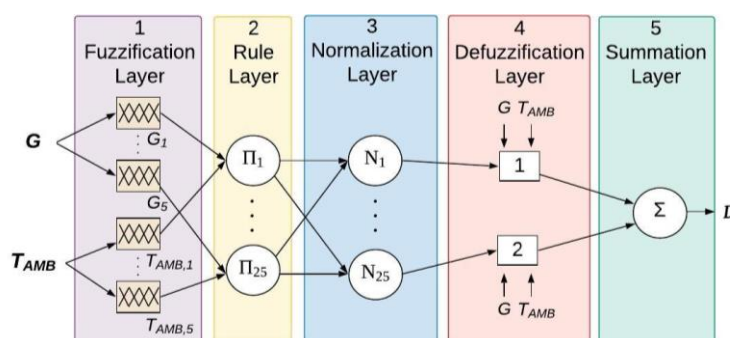 1
Fuzzification
Layer
2
Rule
Layer
3
Normalization
Layer
4
Defuzzification
Layer
5
Summation
Layer
G
G1
G5
TAMB
TAMB,1
TAMB,5
Π1
Π25
N1
N25
G TAMB
1
2
G TAMB
Σ